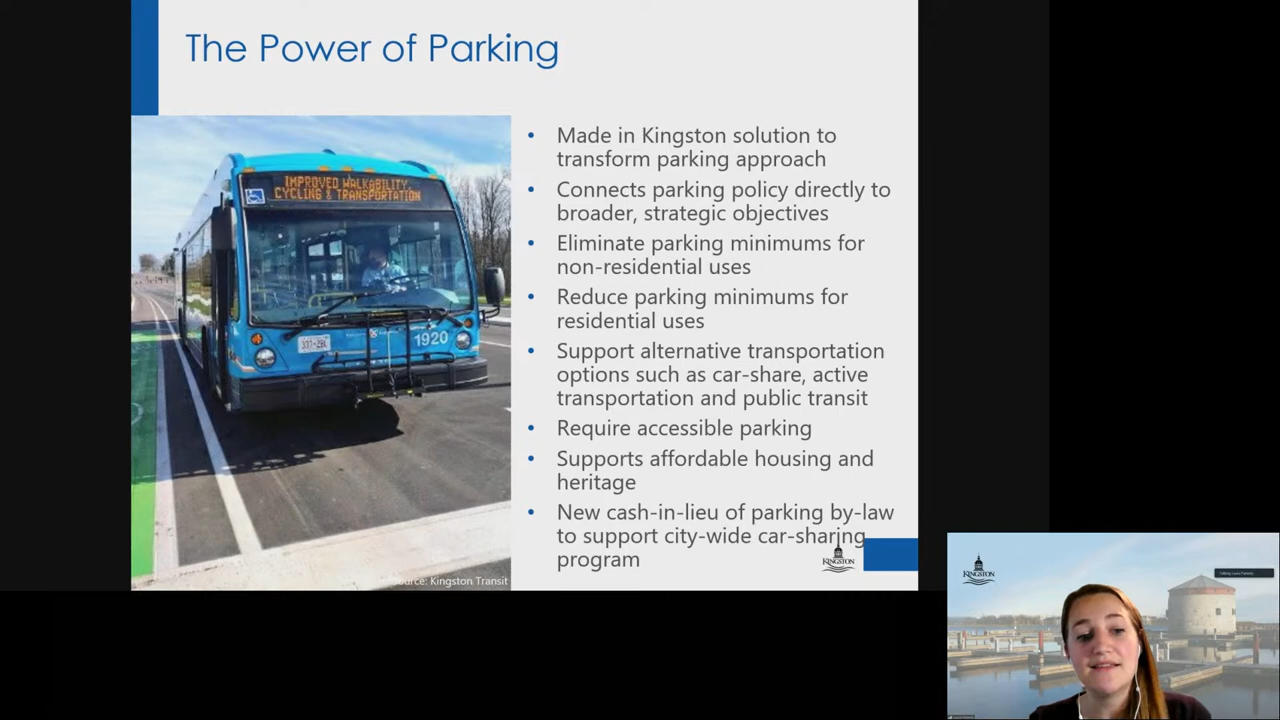 The Power of Parking
IMPROVED WALKABILITY,
CYCLING & TRANSPORTATION
1920
Source: Kingston Transit
• Made in Kingston solution to
transform parking approach
• Connects parking policy directly to
broader, strategic objectives
• Eliminate parking minimums for
non-residential uses
• Reduce parking minimums for
residential uses
• Support alternative transportation
options such as car-share, active
transportation and public transit
• Require accessible parking
• Supports affordable housing and
heritage
• New cash-in-lieu of parking by-law
to support city-wide car-sharing
program
KINGSTON
KINGSTON